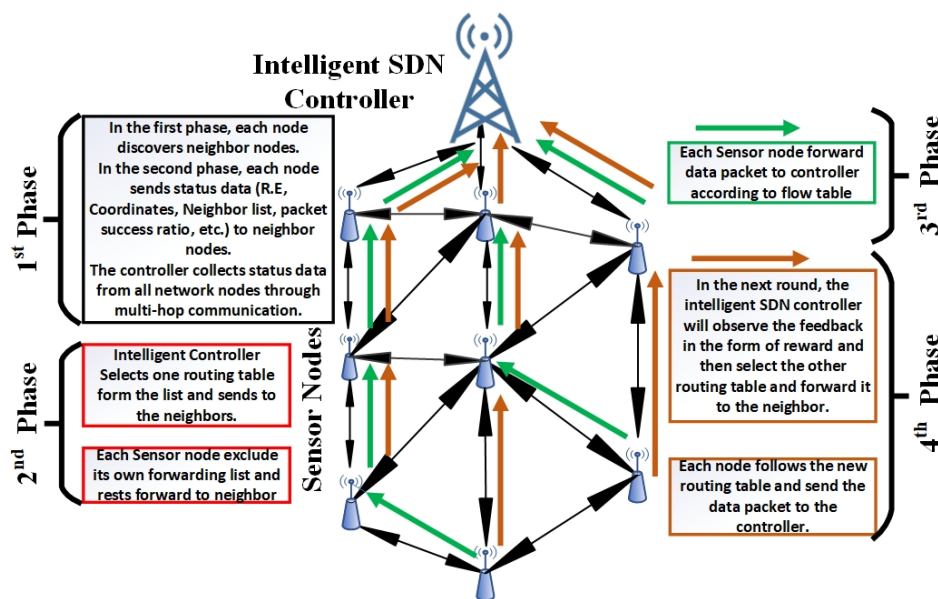 Intelligent SDN
Controller
1st Phase
In the first phase, each node
discovers neighbor nodes.
In the second phase, each node
sends status data (R.E,
Coordinates, Neighbor list, packet
success ratio, etc.) to neighbor
nodes.
The controller collects status data
from all network nodes through
multi-hop communication.
2nd Phase
Intelligent Controller
Selects one routing table
form the list and sends to
the neighbors.
Each Sensor node exclude
its own forwarding list and
rests forward to neighbor
Sensor Nodes
Each Sensor node forward
data packet to controller
according to flow table
3rd Phase
In the next round, the
intelligent SDN controller
will observe the feedback
in the form of reward and
then select the other
routing table and forward it
to the neighbor.
Each node follows the new
routing table and send the
data packet to the
controller.
4th Phase